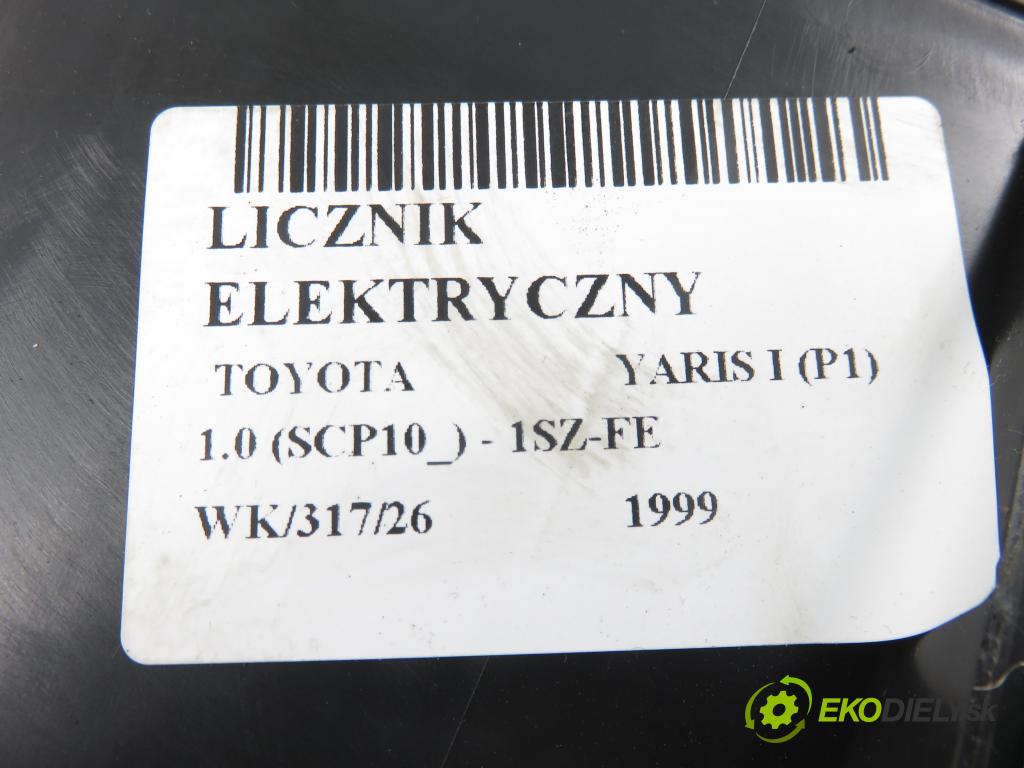 LICZNIK
ELEKTRYCZNY
TOYOTA YARIS I (P1)
1.0 (SCP10_) - 1SZ-FE
WK/317/26 1999
EKODIELY.sk